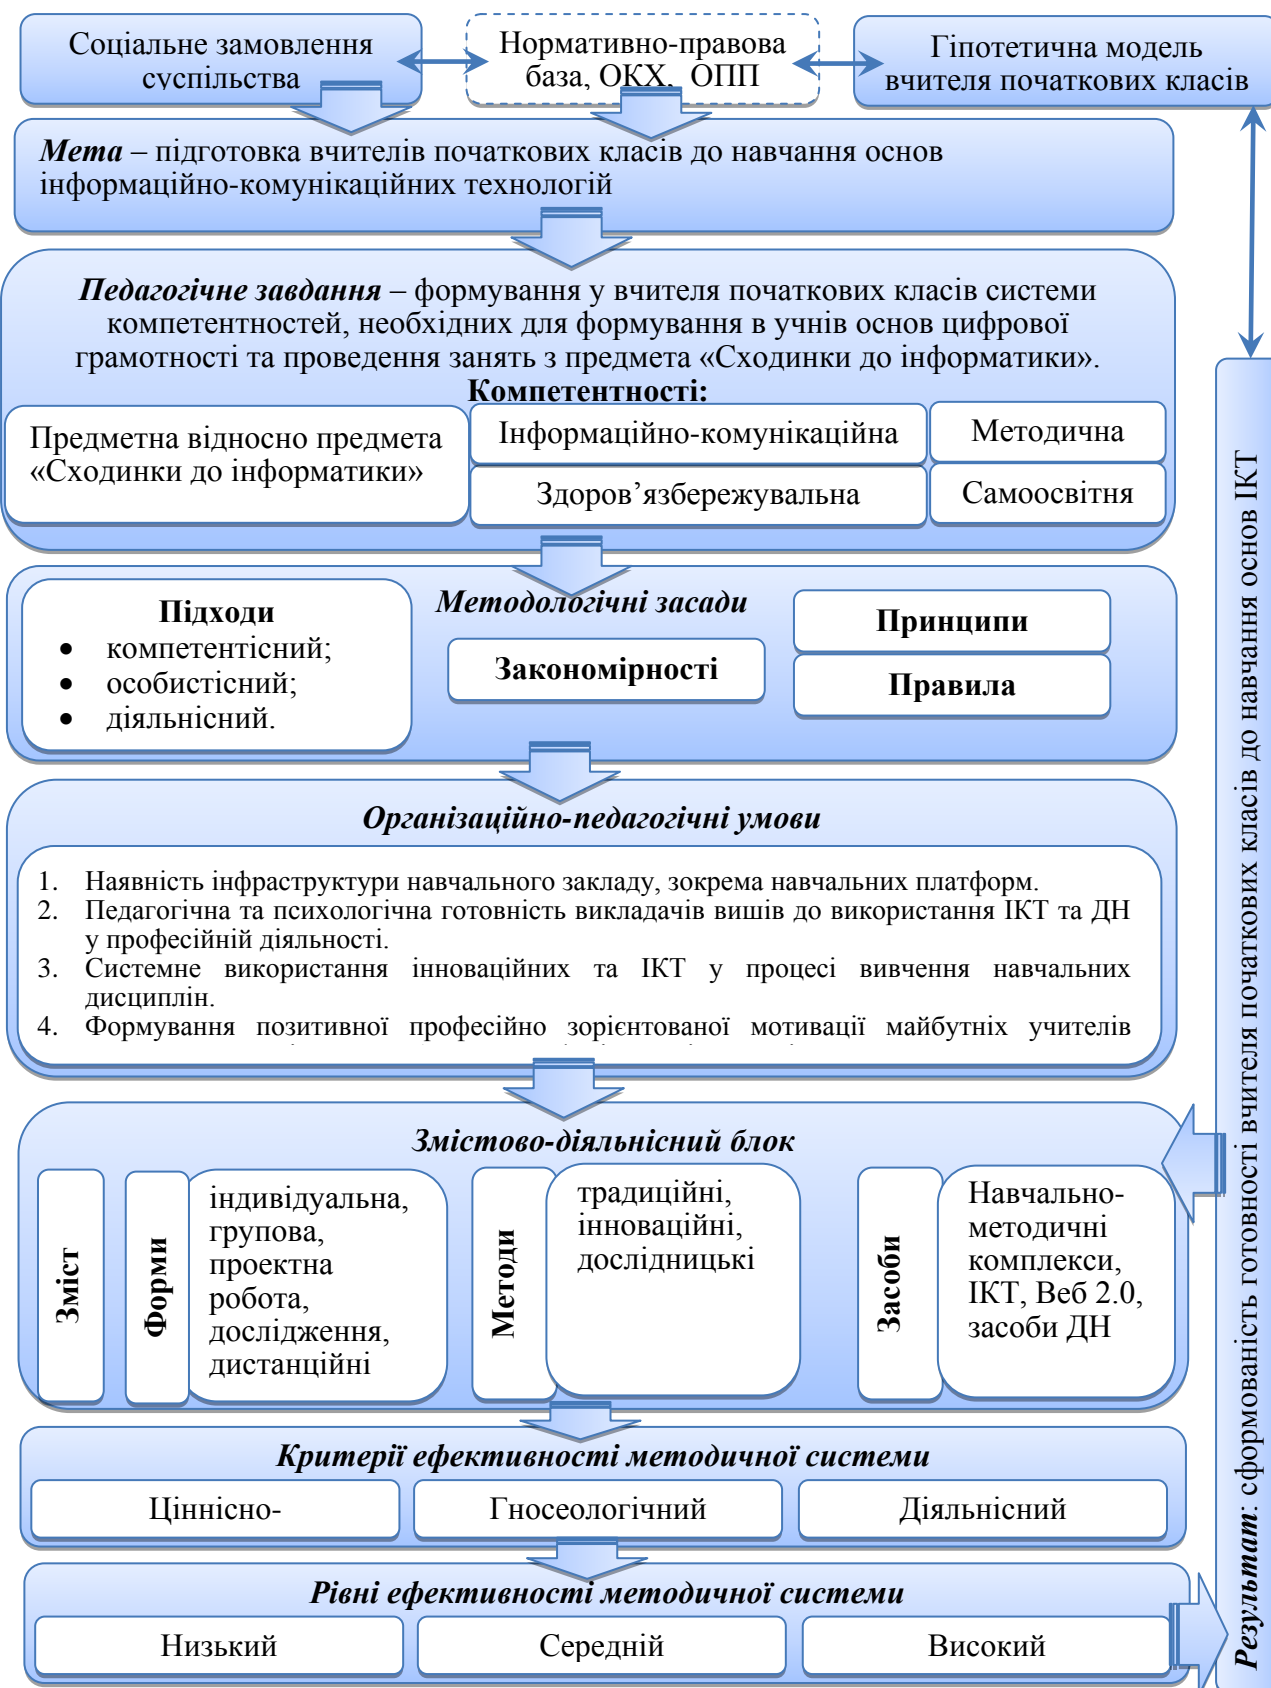 Соціальне замовлення
суспільства
Нормативно-правова
база, ОКХ, ОПП
Гіпотетична модель
вчителя початкових класів
Мета – підготовка вчителів початкових класів до навчання основ
інформаційно-комунікаційних технологій
Педагогічне завдання – формування у вчителя початкових класів системи
компетентностей, необхідних для формування в учнів основ цифрової
грамотності та проведення занять з предмета «Сходинки до інформатики».
Компетентності:
Предметна відносно предмета
«Сходинки до інформатики»
Інформаційно-комунікаційна
Методична
Здоров’язбережувальна
Самоосвітня
Методологічні засади
Підходи
• компетентісний;
• особистісний;
• діяльнісний.
Закономірності
Принципи
Правила
Організаційно-педагогічні умови
1. Наявність інфраструктури навчального закладу, зокрема навчальних платформ.
2. Педагогічна та психологічна готовність викладачів вишів до використання ІКТ та ДН
у професійній діяльності.
3. Системне використання інноваційних та ІКТ у процесі вивчення навчальних
дисциплін.
4. Формування позитивної професійно зорієнтованої мотивації майбутніх учителів
Змістово-діяльнісний блок
Зміст
Форми
індивідуальна,
групова,
проектна
робота,
дослідження,
дистанційні
Методи
традиційні,
інноваційні,
дослідницькі
Засоби
Навчально-
методичні
комплекси,
ІКТ, Веб 2.0,
засоби ДН
Критерії ефективності методичної системи
Ціннісно-
Гносеологічний
Діяльнісний
Рівні ефективності методичної системи
Низький
Середній
Високий
Результат: сформованість готовності вчителя початкових класів до навчання основ ІКТ